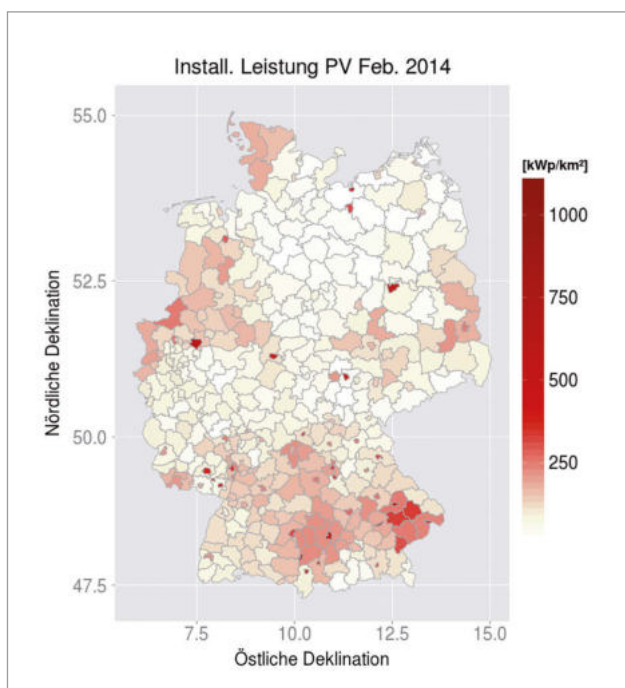 Install. Leistung PV Feb. 2014
Nördliche Deklination
55.0
52.5
50.0
47.5
7.5 10.0 12.5 15.0
Östliche Deklination
[kWp/km²]
1000
750
500
250